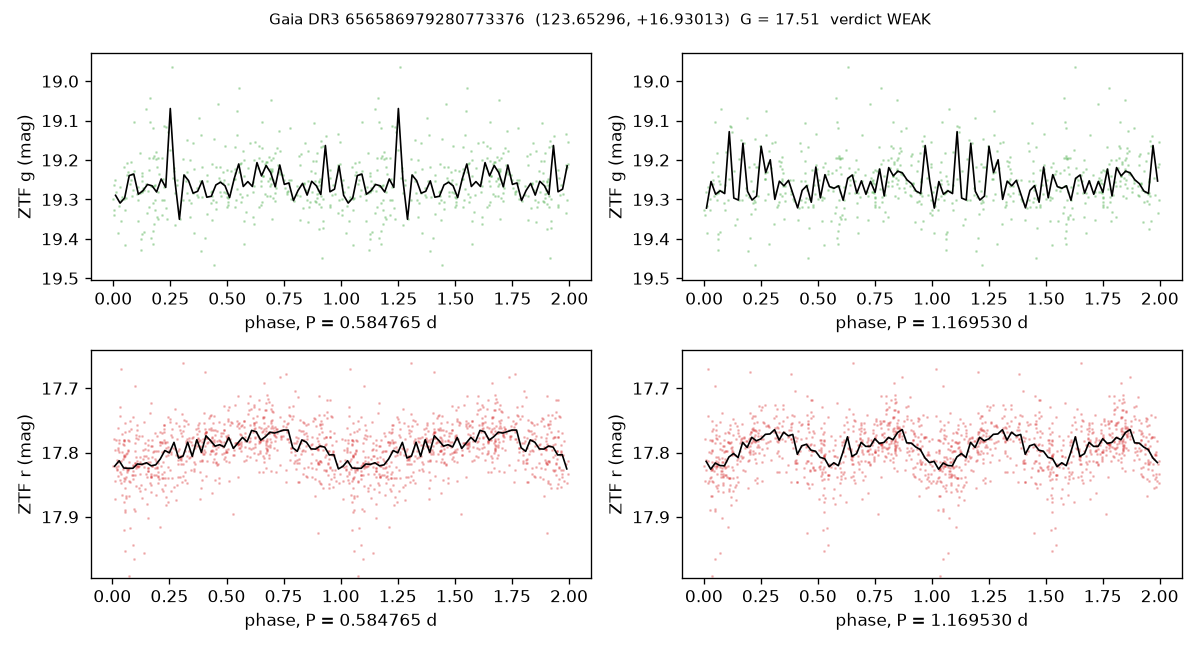 Gaia DR3 656586979280773376  (123.65296, +16.93013)  G = 17.51  verdict WEAK
ZTF g (mag)
19.0
19.1
19.2
19.3
19.4
19.5
0.00 0.25 0.50 0.75 1.00 1.25 1.50 1.75 2.00
phase, P = 0.584765 d
ZTF g (mag)
19.0
19.1
19.2
19.3
19.4
19.5
0.00 0.25 0.50 0.75 1.00 1.25 1.50 1.75 2.00
phase, P = 1.169530 d
ZTF r (mag)
17.7
17.8
17.9
0.00 0.25 0.50 0.75 1.00 1.25 1.50 1.75 2.00
phase, P = 0.584765 d
ZTF r (mag)
17.7
17.8
17.9
0.00 0.25 0.50 0.75 1.00 1.25 1.50 1.75 2.00
phase, P = 1.169530 d